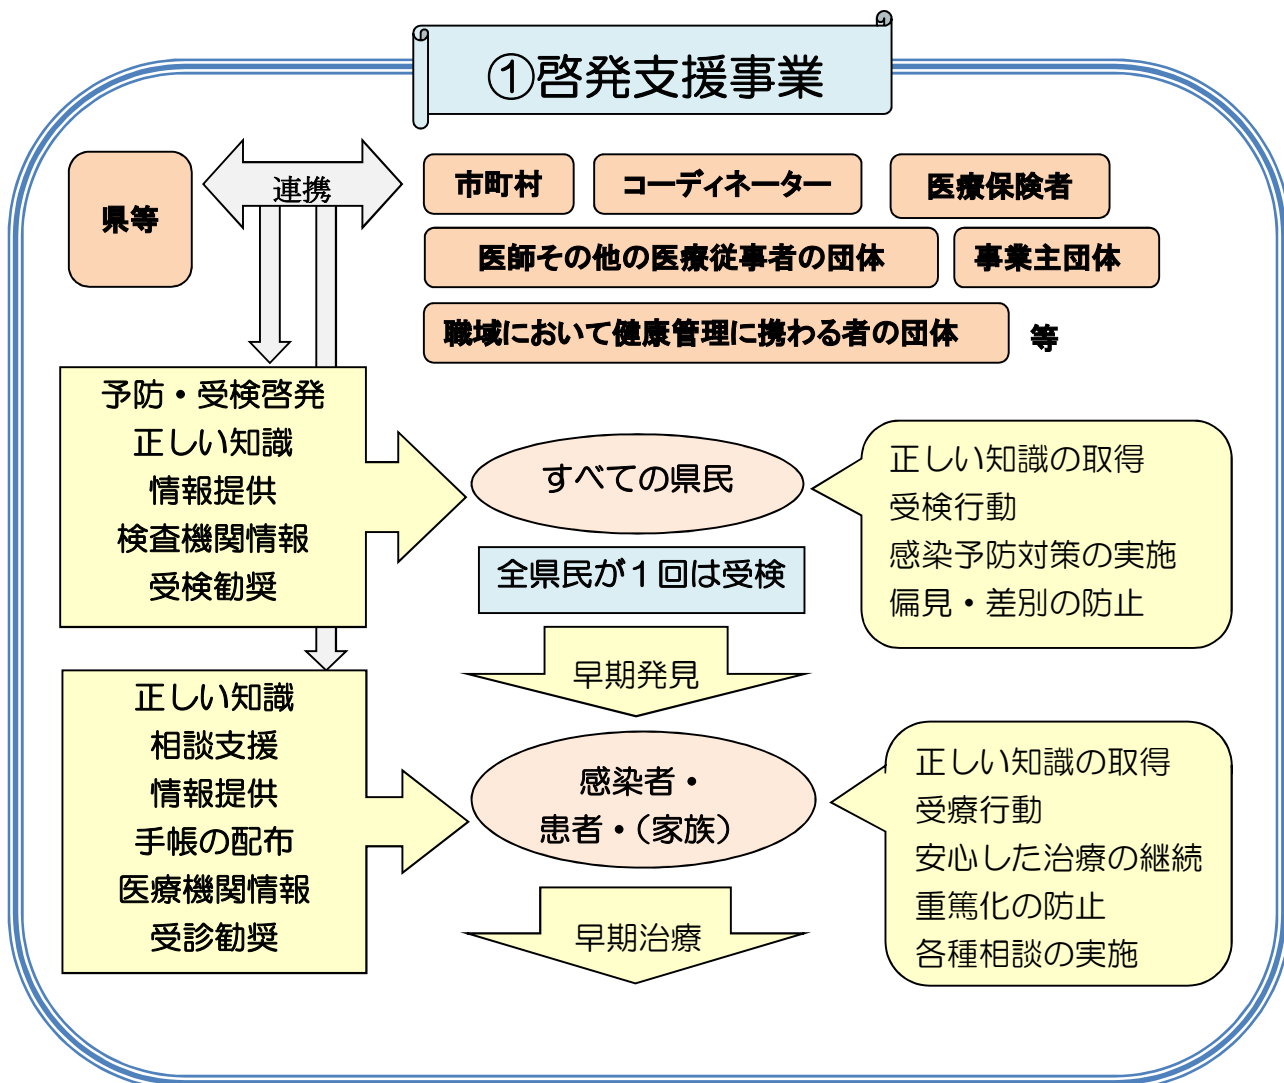 ①啓発支援事業
県等
連携
市町村
コーディネーター
医療保険者
医師その他の医療従事者の団体
事業主団体
職域において健康管理に携わる者の団体
等
予防・受検啓発
正しい知識
情報提供
検査機関情報
受検勧奨
すべての県民
正しい知識の取得
受検行動
感染予防対策の実施
偏見・差別の防止
全県民が１回は受検
早期発見
正しい知識
相談支援
情報提供
手帳の配布
医療機関情報
受診勧奨
感染者・
患者・（家族）
正しい知識の取得
受療行動
安心した治療の継続
重篤化の防止
各種相談の実施
早期治療